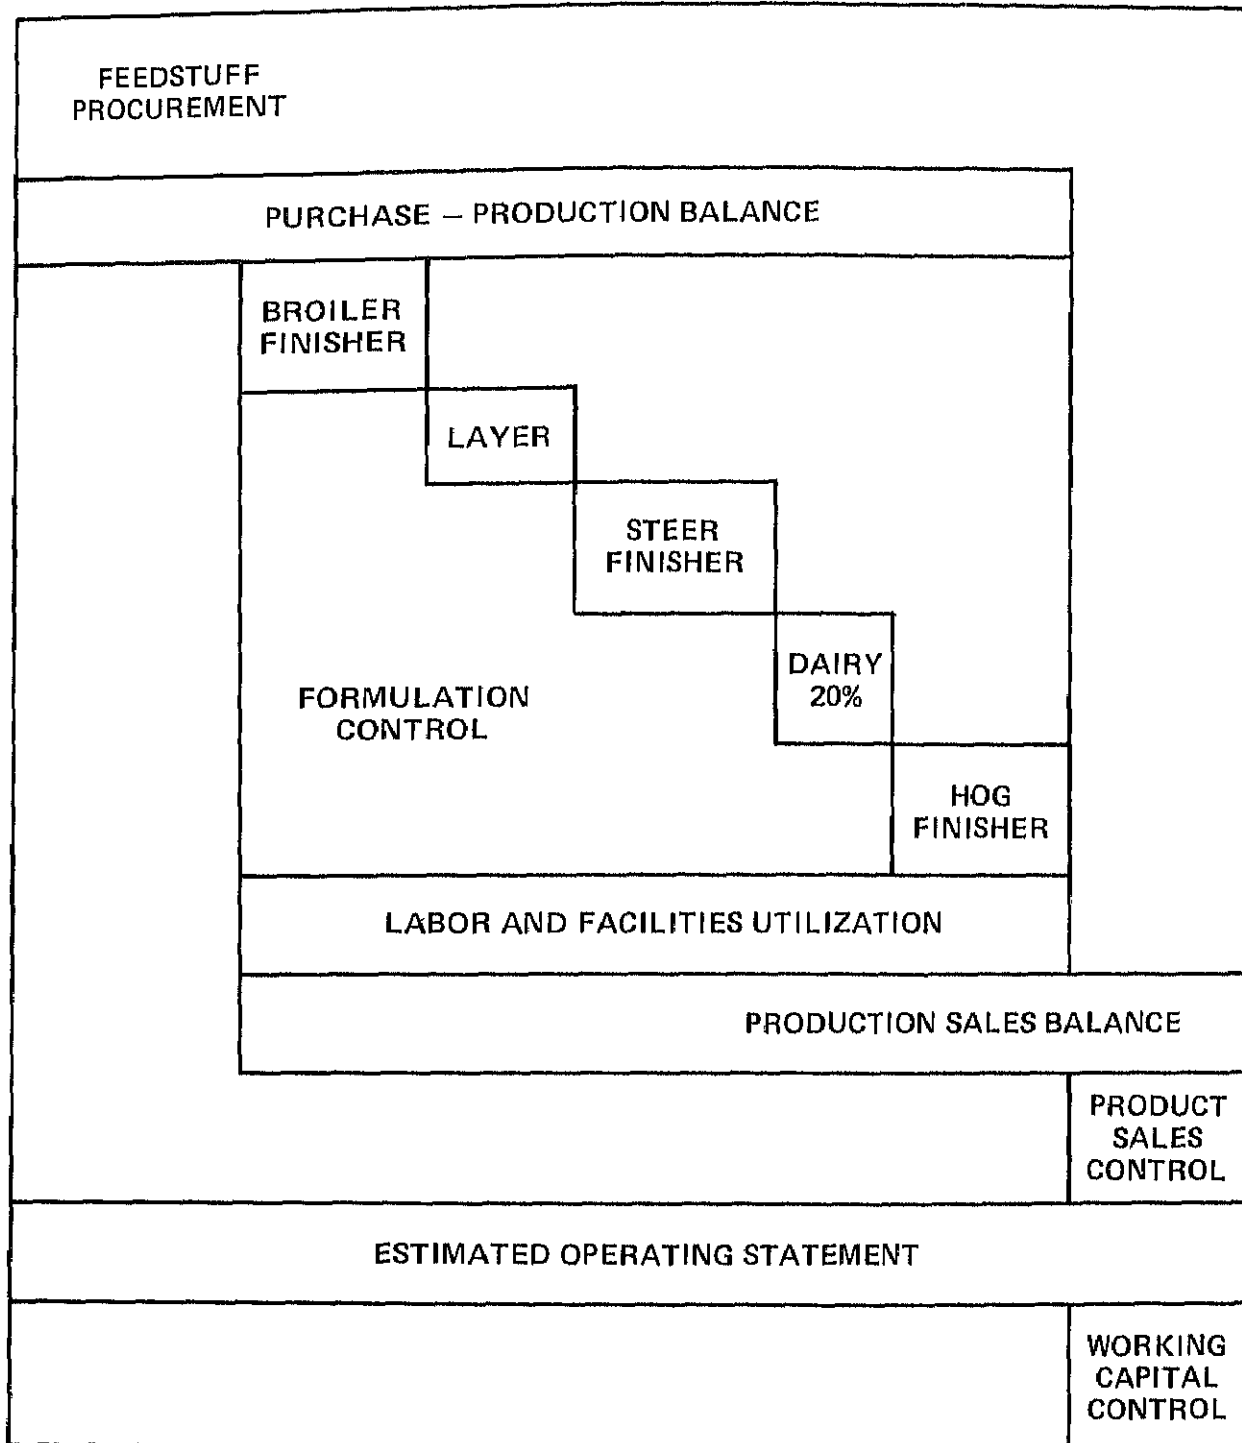 FEEDSTUFF
PROCUREMENT
PURCHASE – PRODUCTION BALANCE
BROILER
FINISHER
LAYER
STEER
FINISHER
DAIRY
20%
FORMULATION
CONTROL
HOG
FINISHER
LABOR AND FACILITIES UTILIZATION
PRODUCTION SALES BALANCE
PRODUCT
SALES
CONTROL
ESTIMATED OPERATING STATEMENT
WORKING
CAPITAL
CONTROL